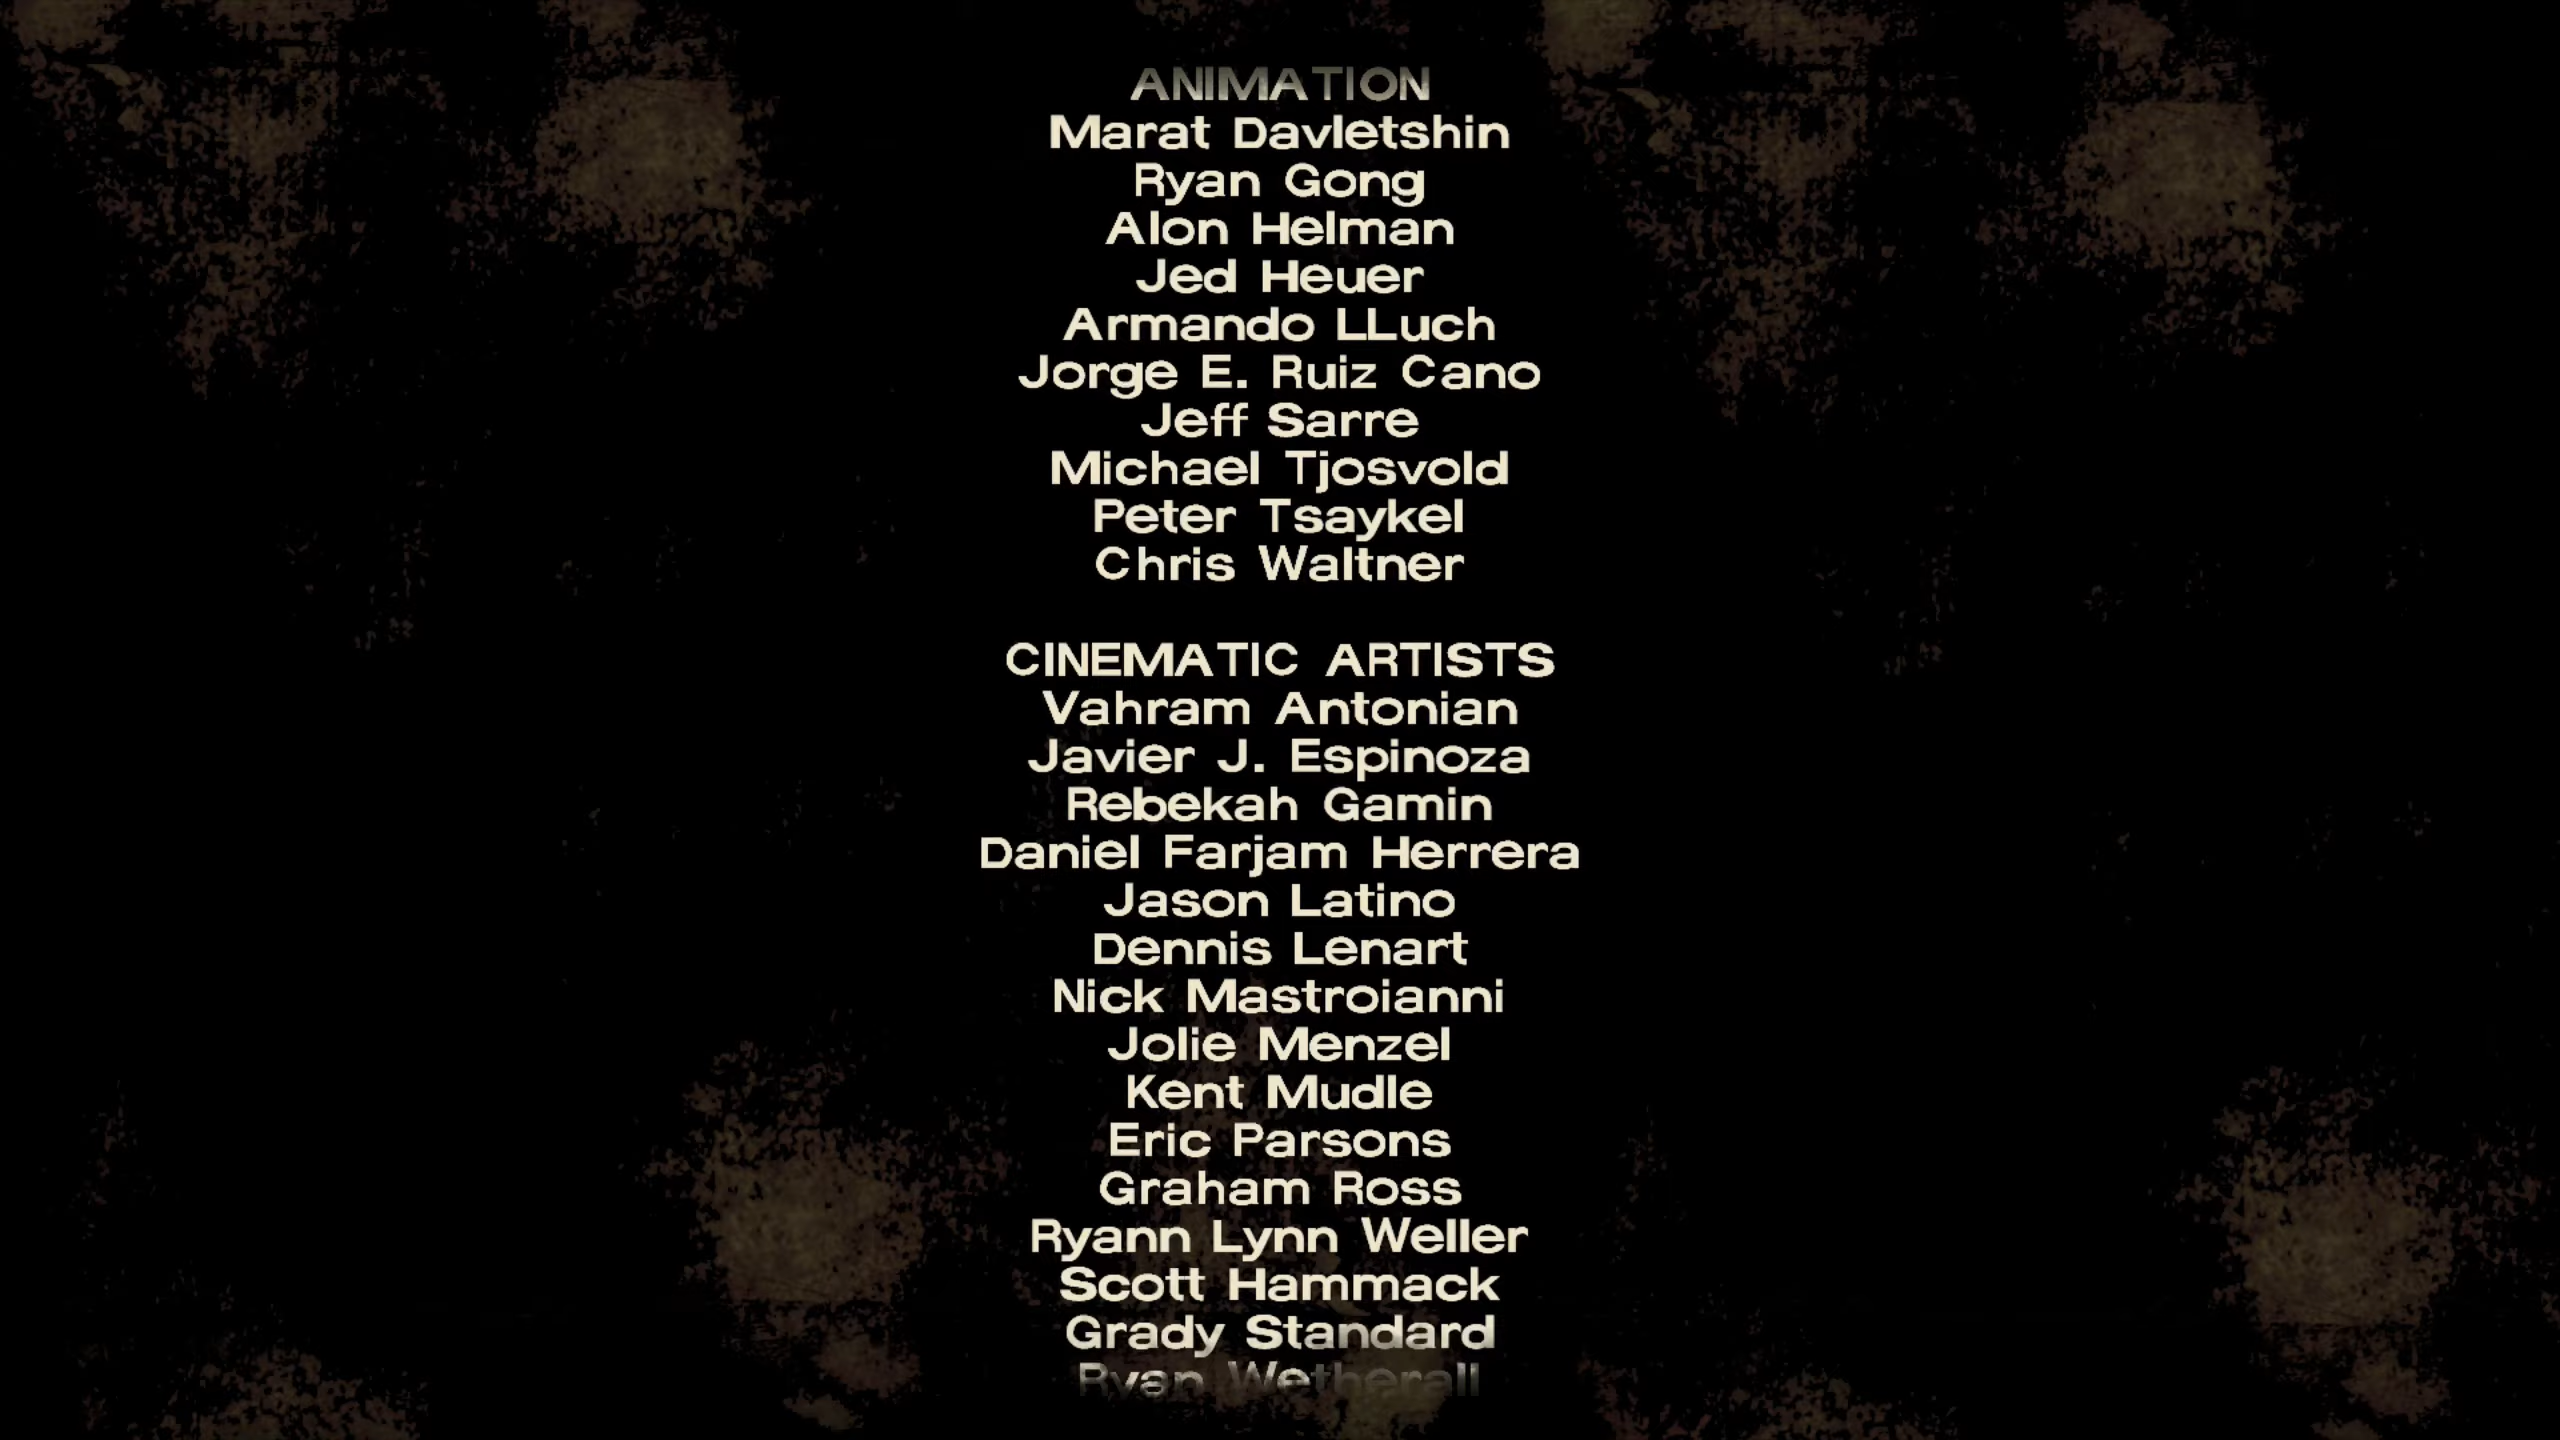 ANIMATION
Marat Davletshin
Ryan Gong
Alon Helman
Jed Heuer
Armando LLuch
Jorge E. Ruiz Cano
Jeff Sarre
Michael Tjosvold
Peter Tsaykel
Chris Waltner
CINEMATIC ARTISTS
Vahram Antonian
Javier J. Espinoza
Rebekah Gamin
Daniel Farjam Herrera
Jason Latino
Dennis Lenart
Nick Mastroianni
Jolie Menzel
Kent Mudle
Eric Parsons
Graham Ross
Ryann Lynn Weller
Scott Hammack
Grady Standard
Ryan Wetherall